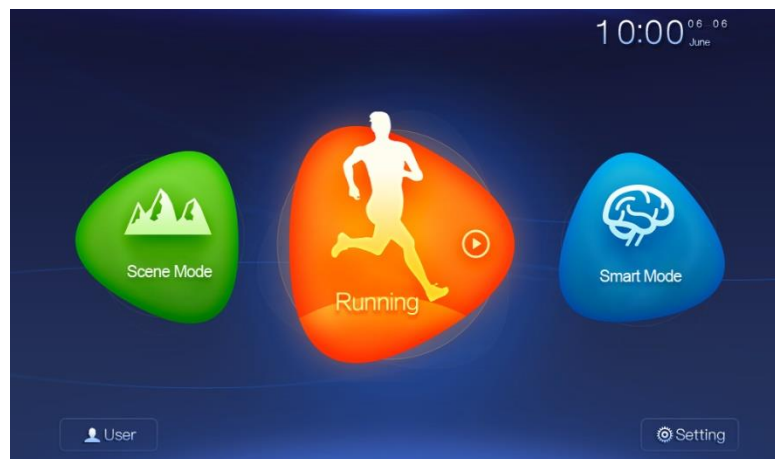 10:00 06 06
June
Scene Mode
Running
Smart Mode
User
Setting